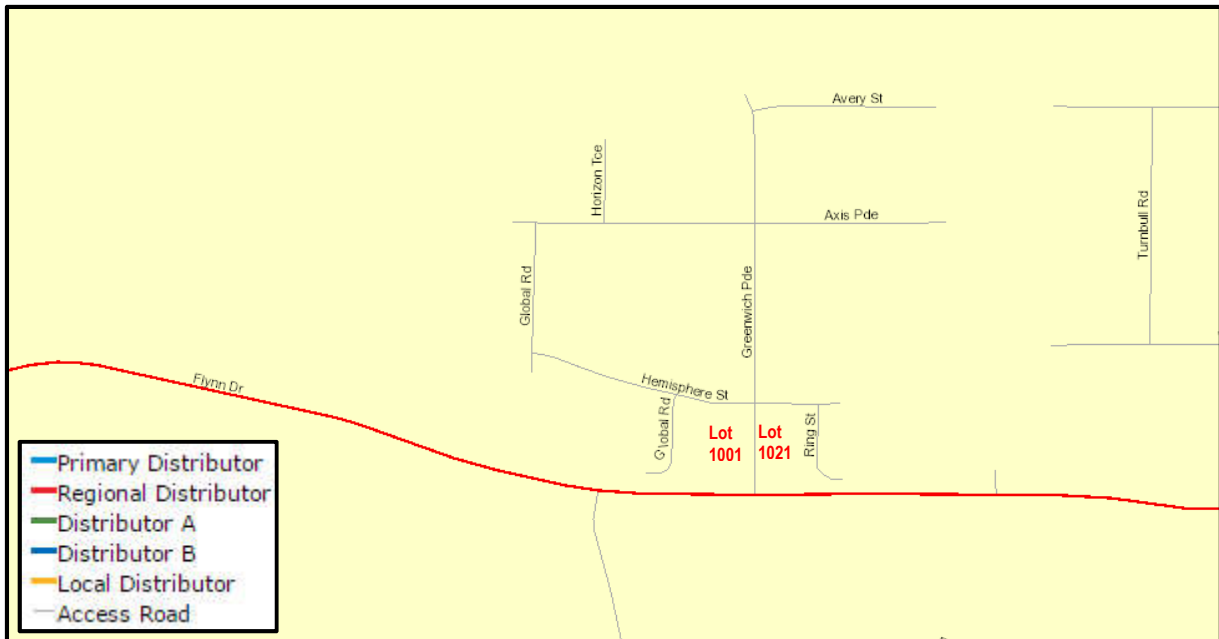 Avery St
Horizon Tce
Axis Pde
Turnbull Rd
Global Rd
Greenwich Pde
Flynn Dr
Hemisphere St
Global Rd
Lot
1001
Lot
1021
Ring St
Primary Distributor
Regional Distributor
Distributor A
Distributor B
Local Distributor
Access Road